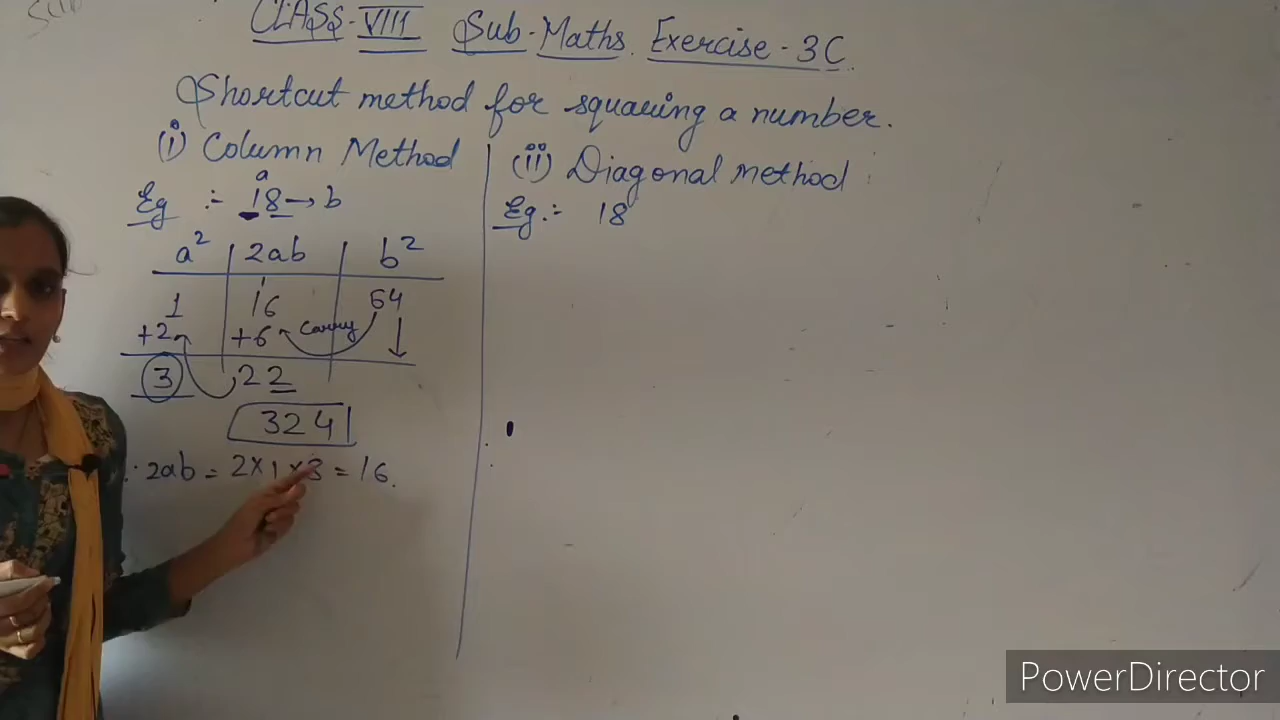 CLASS - VIII Sub - Maths. Exercise - 3C.
Shortcut method for squaring a number.
(i) Column Method
a
Eg :- 18 → b
a² | 2ab | b²
1 | 16 | 64
+2 | +6 Carry
3 | 22
324
2ab = 2×1×8 = 16.
(ii) Diagonal method
Eg :- 18
PowerDirector